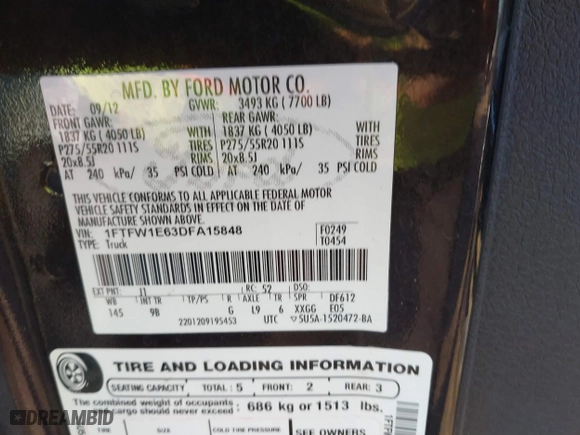 MFD. BY FORD MOTOR CO.
DATE: 09/12 GVWR: 3493 KG ( 7700 LB)
FRONT GAWR: REAR GAWR:
1837 KG ( 4050 LB) WITH 1837 KG ( 4050 LB) WITH
P275/55R20 111S TIRES P275/55R20 111S TIRES
20x8.5J RIMS 20x8.5J RIMS
AT 240 kPa/ 35 PSI COLD AT 240 kPa/ 35 PSI COLD
THIS VEHICLE CONFORMS TO ALL APPLICABLE FEDERAL MOTOR
VEHICLE SAFETY STANDARDS IN EFFECT ON THE DATE OF
MANUFACTURE SHOWN ABOVE.
VIN: 1FTFW1E63DFA15848 F0249
TYPE: Truck T0454
EXT PNT: J1 RC: 52 DSO:
WB INT TR TP/PS R AXLE TR SPR DF612
145 9B G L9 6 XXGG E05
2201209195453 UTC 5U5A-1520472-BA
TIRE AND LOADING INFORMATION
SEATING CAPACITY TOTAL: 5 FRONT: 2 REAR: 3
The combined weight of occupants
cargo should never exceed: 686 kg or 1513 lbs.
TIRE SIZE COLD TIRE PRESSURE SEE OWNERS
DREAMBID